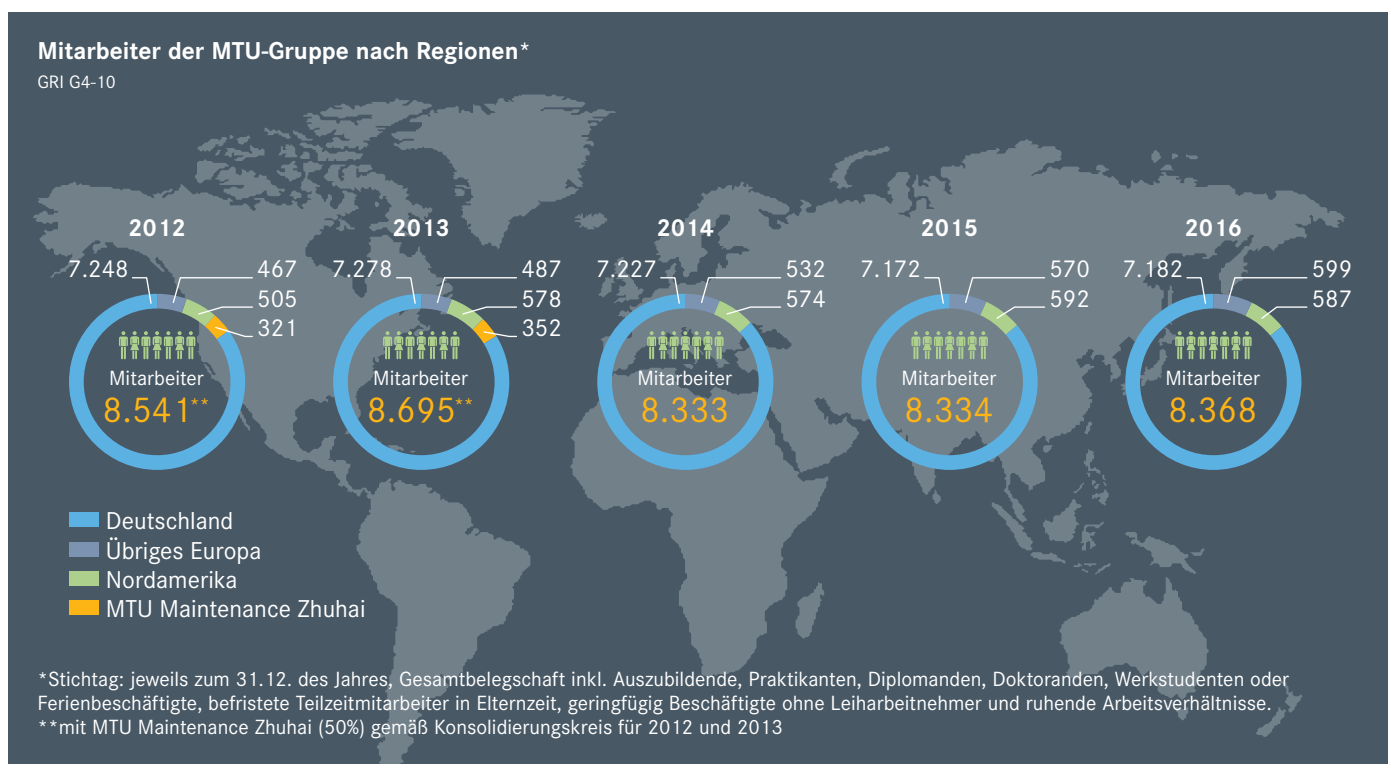 Mitarbeiter der MTU-Gruppe nach Regionen*
GRI G4-10
2012
7.248
467
505
321
Mitarbeiter
8.541**
2013
7.278
487
578
352
Mitarbeiter
8.695**
2014
7.227
532
574
Mitarbeiter
8.333
2015
7.172
570
592
Mitarbeiter
8.334
2016
7.182
599
587
Mitarbeiter
8.368
Deutschland
Übriges Europa
Nordamerika
MTU Maintenance Zhuhai
*Stichtag: jeweils zum 31.12. des Jahres, Gesamtbelegschaft inkl. Auszubildende, Praktikanten, Diplomanden, Doktoranden, Werkstudenten oder
Ferienbeschäftigte, befristete Teilzeitmitarbeiter in Elternzeit, geringfügig Beschäftigte ohne Leiharbeitnehmer und ruhende Arbeitsverhältnisse.
**mit MTU Maintenance Zhuhai (50%) gemäß Konsolidierungskreis für 2012 und 2013